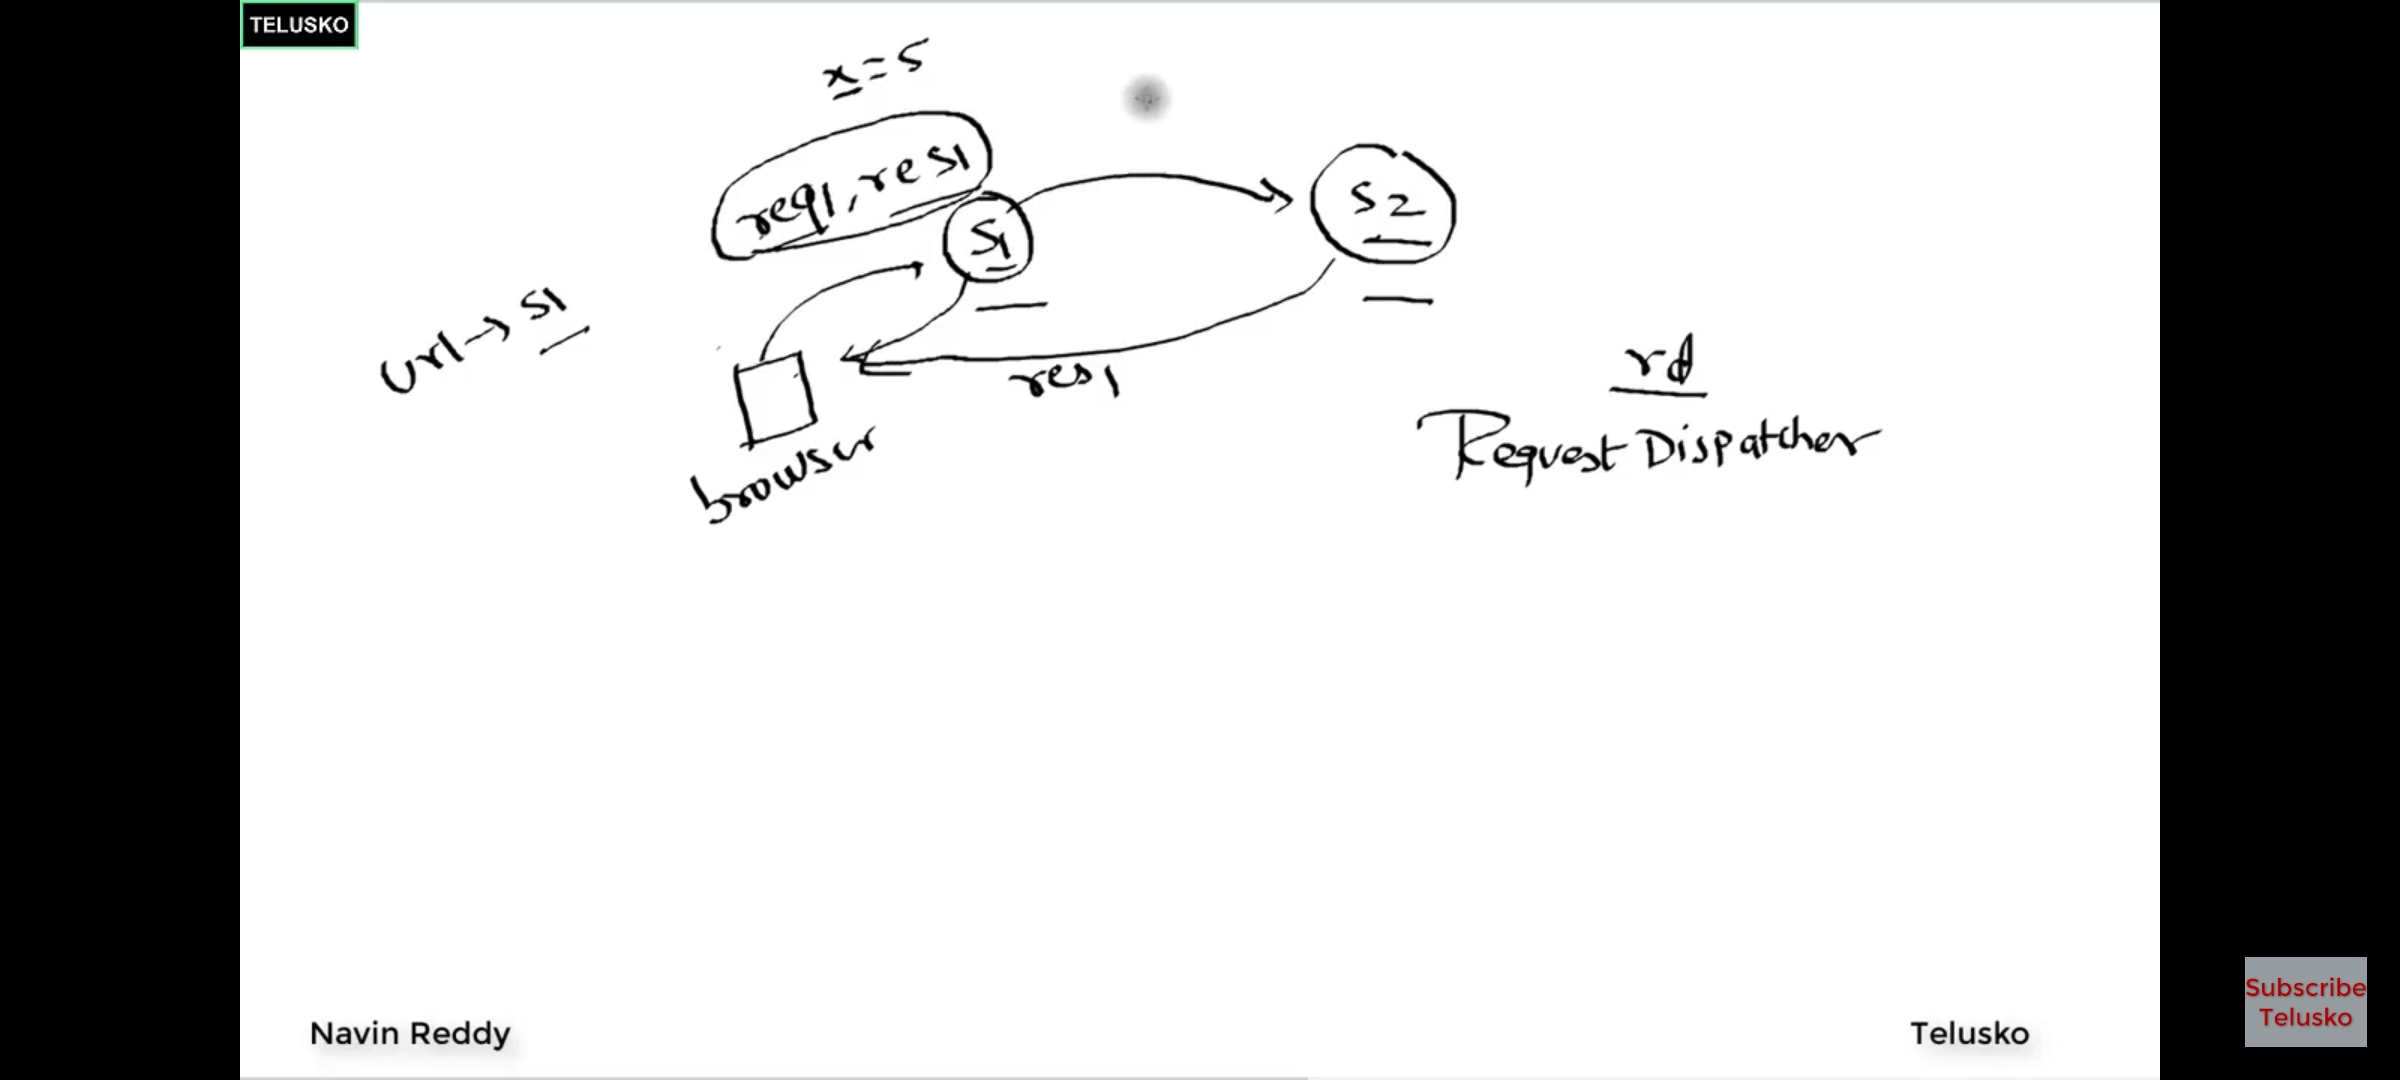 TELUSKO
x=5
req1, res1
S1
S2
url→S1
res1
rd
browser
Request Dispatcher
Subscribe
Telusko
Navin Reddy
Telusko